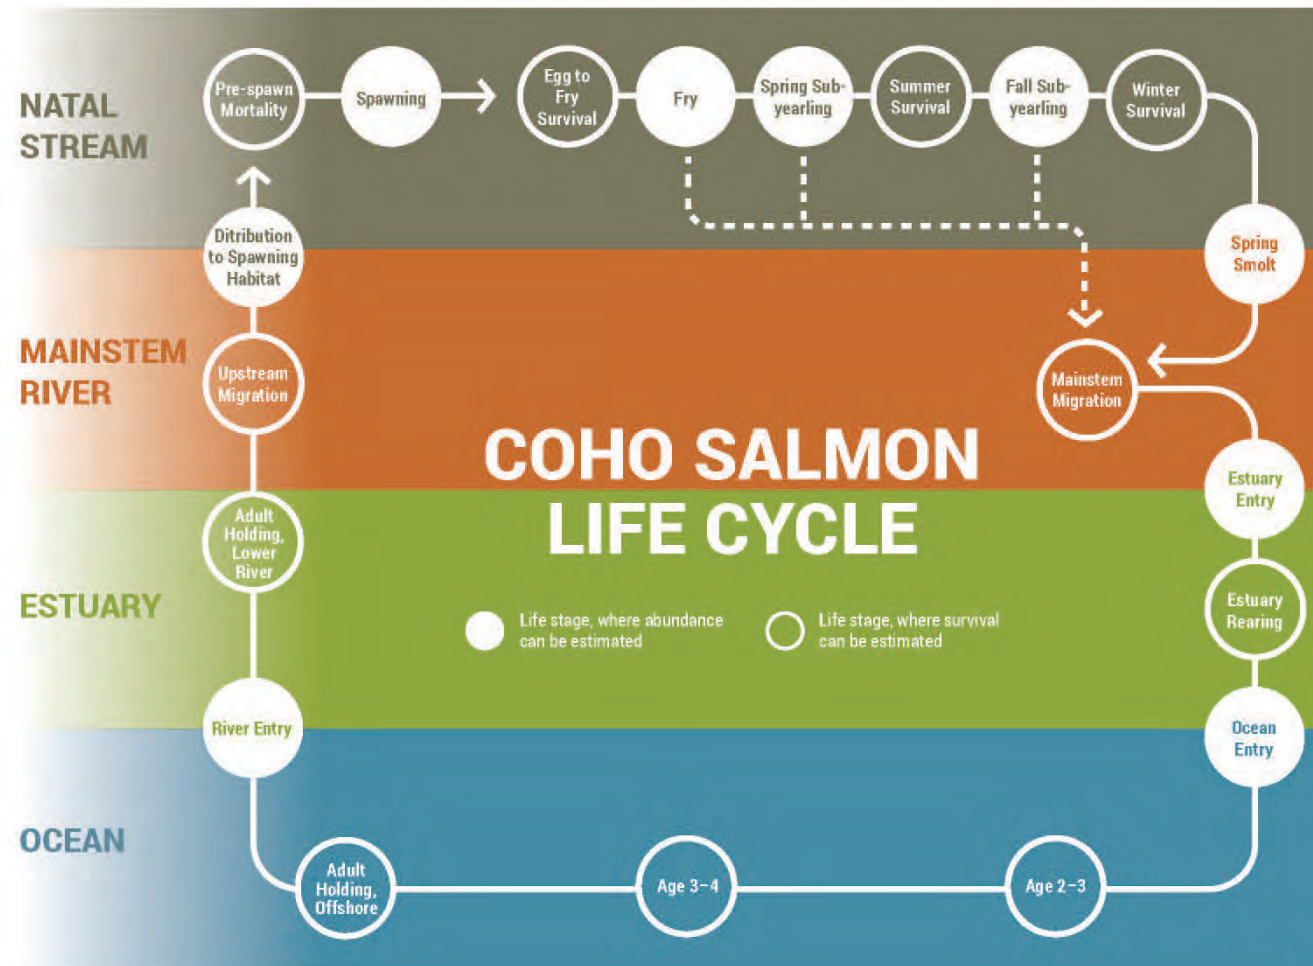 NATAL
STREAM
Pre-spawn
Mortality
Spawning
Egg to
Fry
Survival
Fry
Spring Sub-
yearling
Summer
Survival
Fall Sub-
yearling
Winter
Survival
Ditribution
to Spawning
Habitat
Spring
Smolt
MAINSTEM
RIVER
Upstream
Migration
Mainstem
Migration
COHO SALMON
LIFE CYCLE
Estuary
Entry
Adult
Holding,
Lower
River
ESTUARY
Life stage, where abundance
can be estimated
Life stage, where survival
can be estimated
Estuary
Rearing
River Entry
Ocean
Entry
OCEAN
Adult
Holding,
Offshore
Age 3–4
Age 2–3